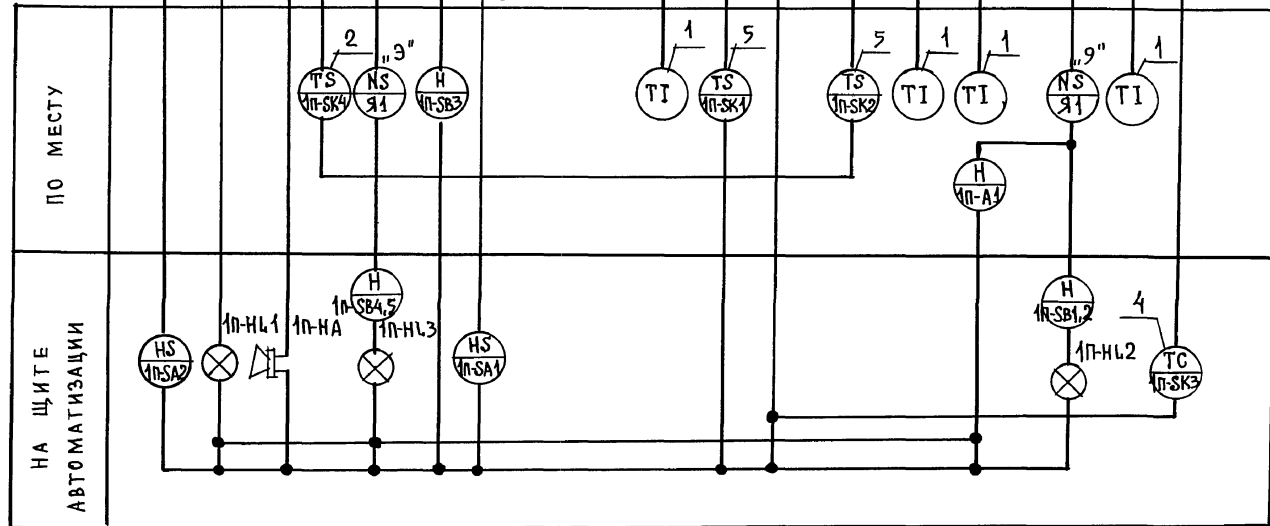 ПО МЕСТУ
2
„Э"
1
5
5
1
1
„9"
1
TS
1П-SK4
NS
Я1
H
1П-SB3
TI
TS
1П-SK1
TS
1П-SK2
TI
TI
NS
Я1
TI
H
1П-А1
НА ЩИТЕ
АВТОМАТИЗАЦИИ
H
1П-SB4,5
H
1П-SB1,2
4
1П-HL1
1П-HA
1П-HL3
1П-HL2
HS
1П-SA2
HS
1П-SA1
TC
1П-SK3